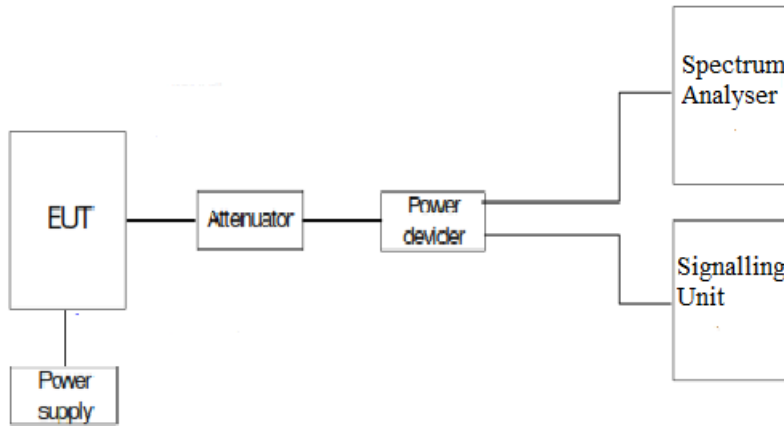 Spectrum
Analyser
EUT
Attenuator
Power
devider
Signalling
Unit
Power
supply